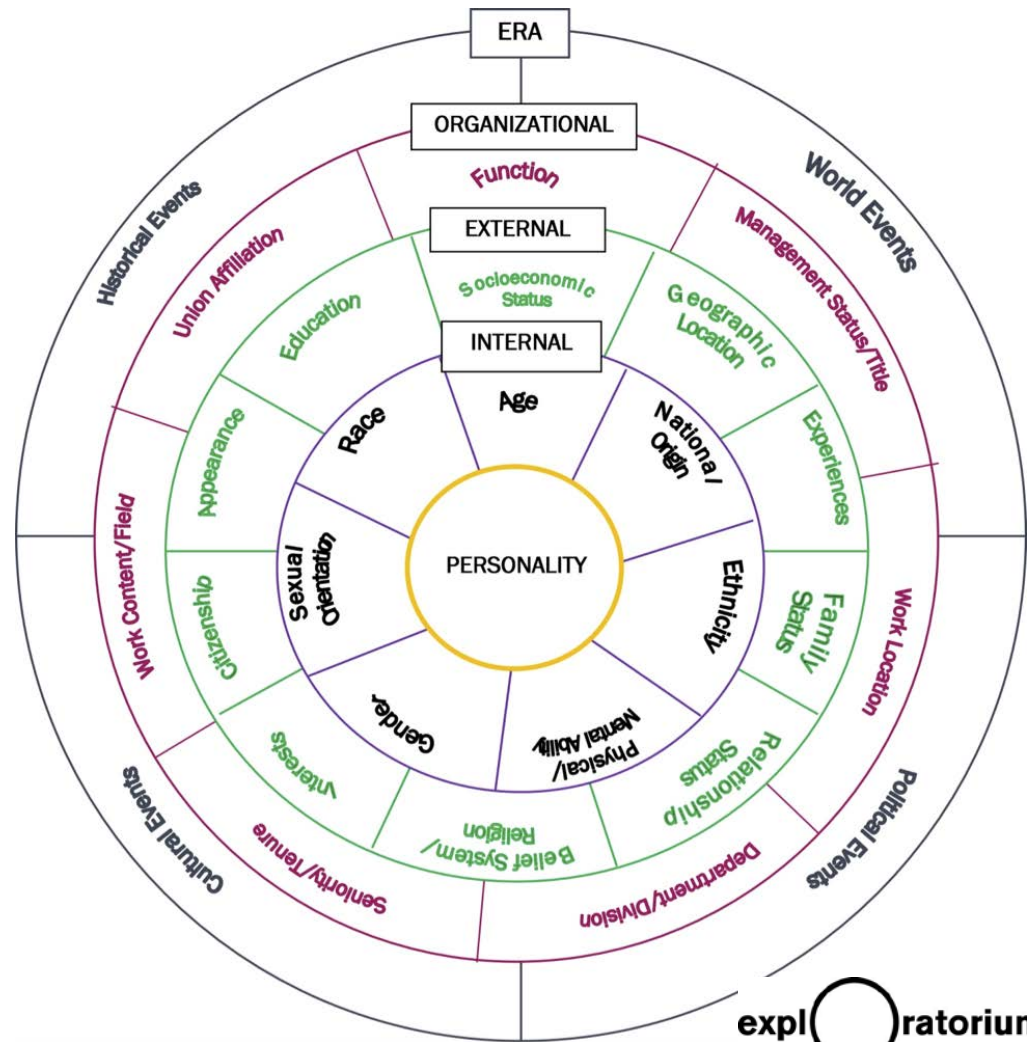 ERA
Historical Events
World Events
Political Events
Cultural Events
ORGANIZATIONAL
Function
Management Status/Title
Work Location
Department/Division
Seniority/Tenure
Work Content/Field
Union Affiliation
EXTERNAL
Socioeconomic
Status
Geographic
Location
Experiences
Family
Status
Relationship
Status
Belief System/
Religion
Interests
Citizenship
Appearance
Education
INTERNAL
Age
National/
Origin
Ethnicity
Physical/
Mental Ability
Gender
Sexual
Orientation
Race
PERSONALITY
expl ratorium